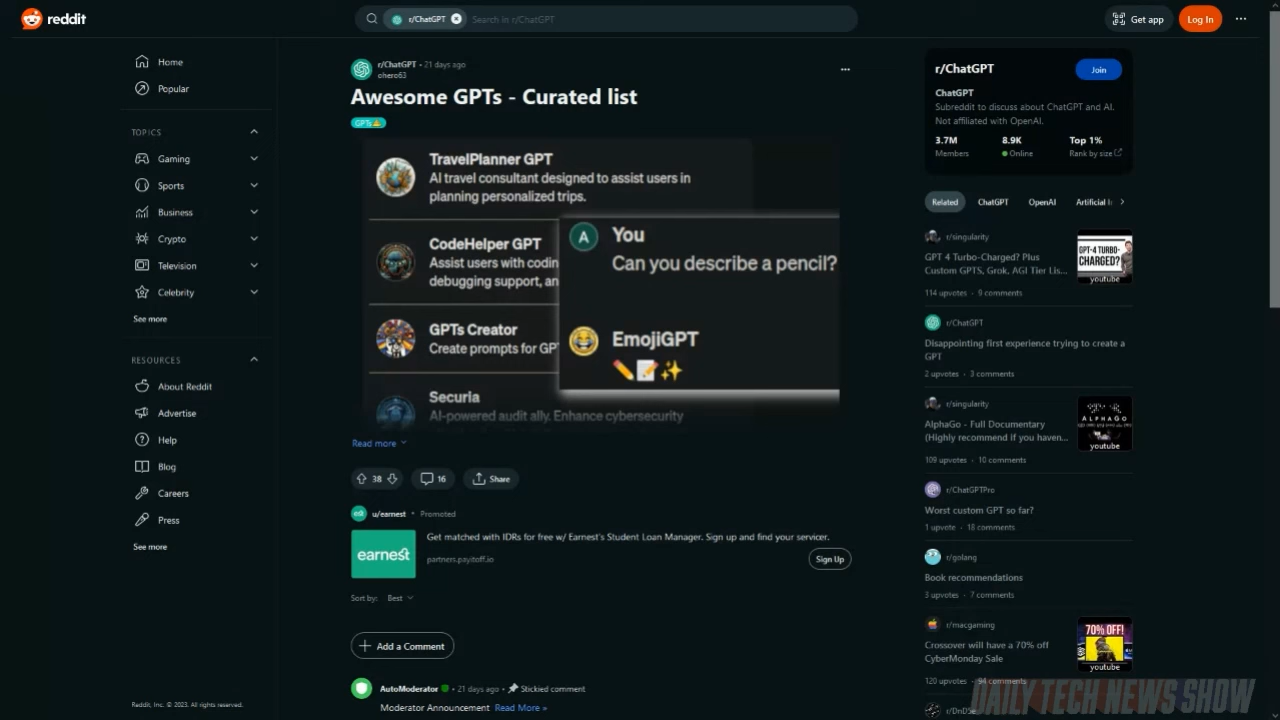 reddit
r/ChatGPT
Search in r/ChatGPT
Get app
Log In
Home
Popular
TOPICS
Gaming
Sports
Business
Crypto
Television
Celebrity
See more
RESOURCES
About Reddit
Advertise
Help
Blog
Careers
Press
See more
Reddit, Inc. © 2023. All rights reserved.
r/ChatGPT • 21 days ago
ohero63
Awesome GPTs - Curated list
GPTs
TravelPlanner GPT
AI travel consultant designed to assist users in
planning personalized trips.
CodeHelper GPT
Assist users with codin
debugging support, an
GPTs Creator
Create prompts for GP
Securia
AI-powered audit ally. Enhance cybersecurity
A
You
Can you describe a pencil?
EmojiGPT
✏️📝✨
Read more
38
16
Share
earnest
u/earnest • Promoted
Get matched with IDRs for free w/ Earnest's Student Loan Manager. Sign up and find your servicer.
partners.payitoff.io
Sign Up
Sort by: Best
Add a Comment
AutoModerator • 21 days ago • Stickied comment
Moderator Announcement Read More »
r/ChatGPT
Join
ChatGPT
Subreddit to discuss about ChatGPT and AI.
Not affiliated with OpenAI.
3.7M 8.9K Top 1%
Members Online Rank by size
Related ChatGPT OpenAI Artificial I
r/singularity
GPT 4 Turbo-Charged? Plus
Custom GPTS, Grok, AGI Tier Lis...
114 upvotes · 9 comments
GPT-4 TURBO-
CHARGED?
youtube
r/ChatGPT
Disappointing first experience trying to create a
GPT
2 upvotes · 3 comments
r/singularity
AlphaGo - Full Documentary
(Highly recommend if you haven...
109 upvotes · 10 comments
ALPHAGO
youtube
r/ChatGPTPro
Worst custom GPT so far?
1 upvote · 18 comments
r/golang
Book recommendations
3 upvotes · 7 comments
r/macgaming
Crossover will have a 70% off
CyberMonday Sale
120 upvotes · 94 comments
70% OFF!
youtube
r/DnD5e
DAILY TECH NEWS SHOW